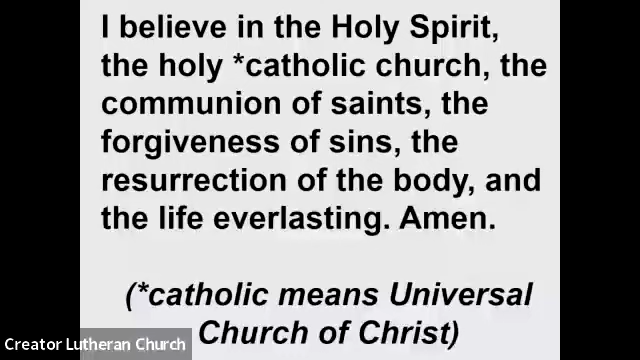 I believe in the Holy Spirit,
the holy *catholic church, the
communion of saints, the
forgiveness of sins, the
resurrection of the body, and
the life everlasting. Amen.
(*catholic means Universal
Church of Christ)
Creator Lutheran Church